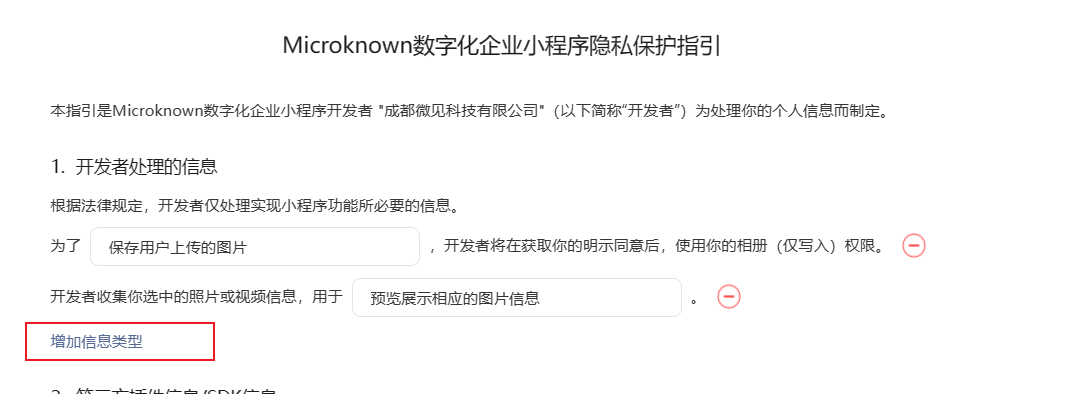 Microknown数字化企业小程序隐私保护指引
本指引是Microknown数字化企业小程序开发者 "成都微见科技有限公司"（以下简称“开发者”）为处理你的个人信息而制定。
1. 开发者处理的信息
根据法律规定，开发者仅处理实现小程序功能所必要的信息。
为了 保存用户上传的图片 ，开发者将在获取你的明示同意后，使用你的相册（仅写入）权限。
开发者收集你选中的照片或视频信息，用于 预览展示相应的图片信息 。
增加信息类型